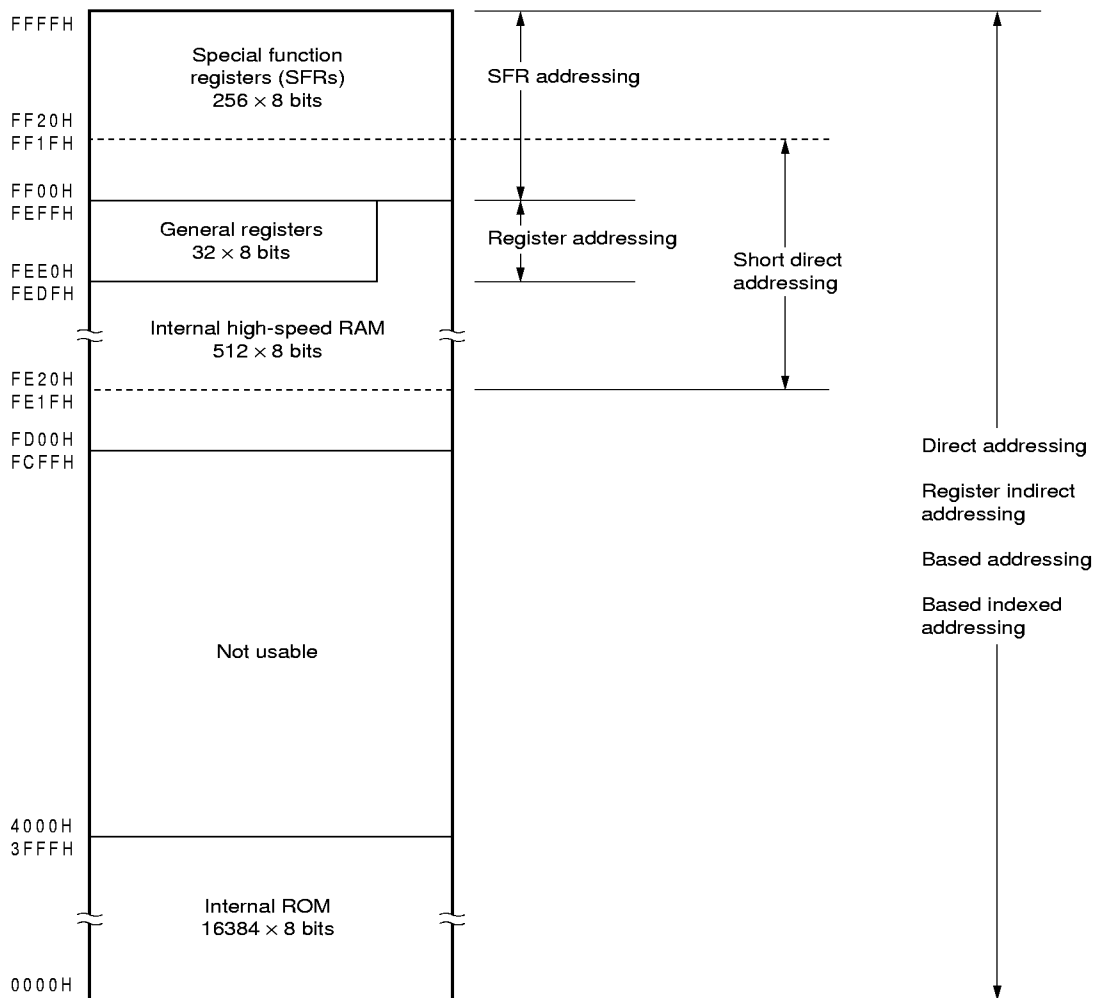 FFFFH
Special function
registers (SFRs)
256 × 8 bits
SFR addressing
FF20H
FF1FH
FF00H
FEFFH
General registers
32 × 8 bits
Register addressing
Short direct
addressing
FEE0H
FEDFH
Internal high-speed RAM
512 × 8 bits
FE20H
FE1FH
FD00H
FCFFH
Direct addressing
Register indirect
addressing
Based addressing
Based indexed
addressing
Not usable
4000H
3FFFH
Internal ROM
16384 × 8 bits
0000H